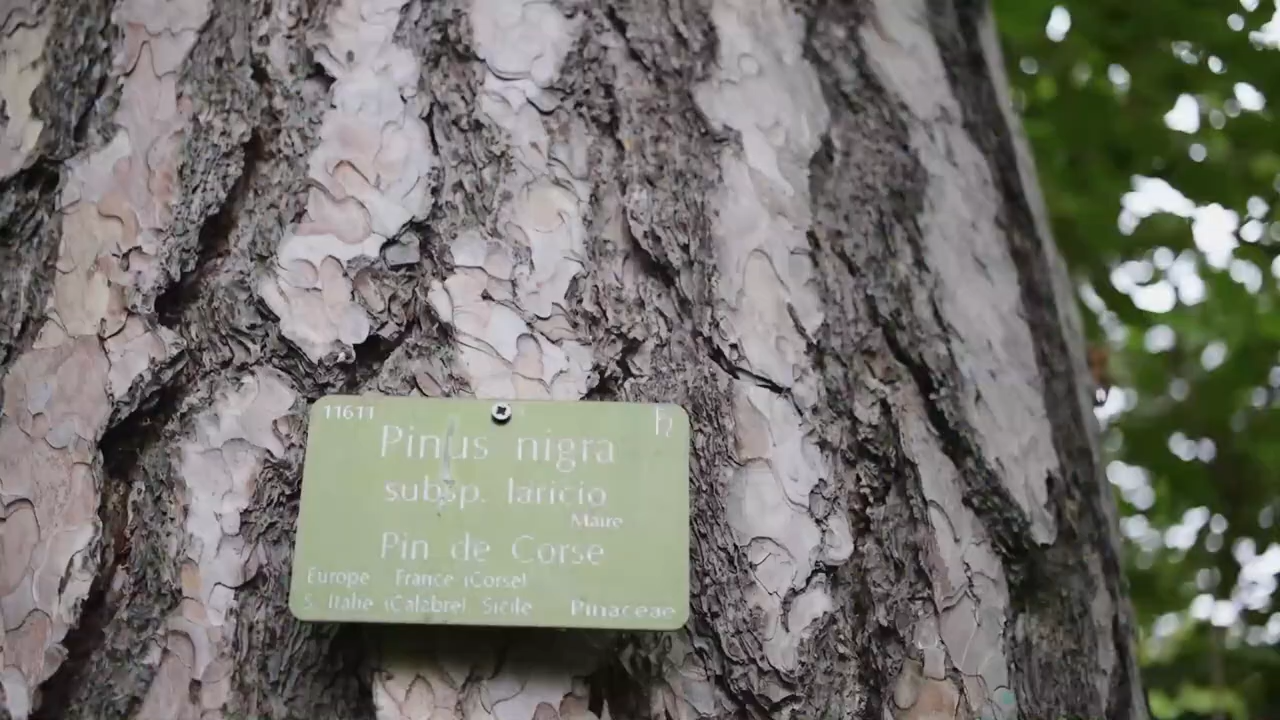 11611 ♄
Pinus nigra
subsp. laricio
Maire
Pin de Corse
Europe France (Corse)
S. Italie (Calabre) Sicile Pinaceae